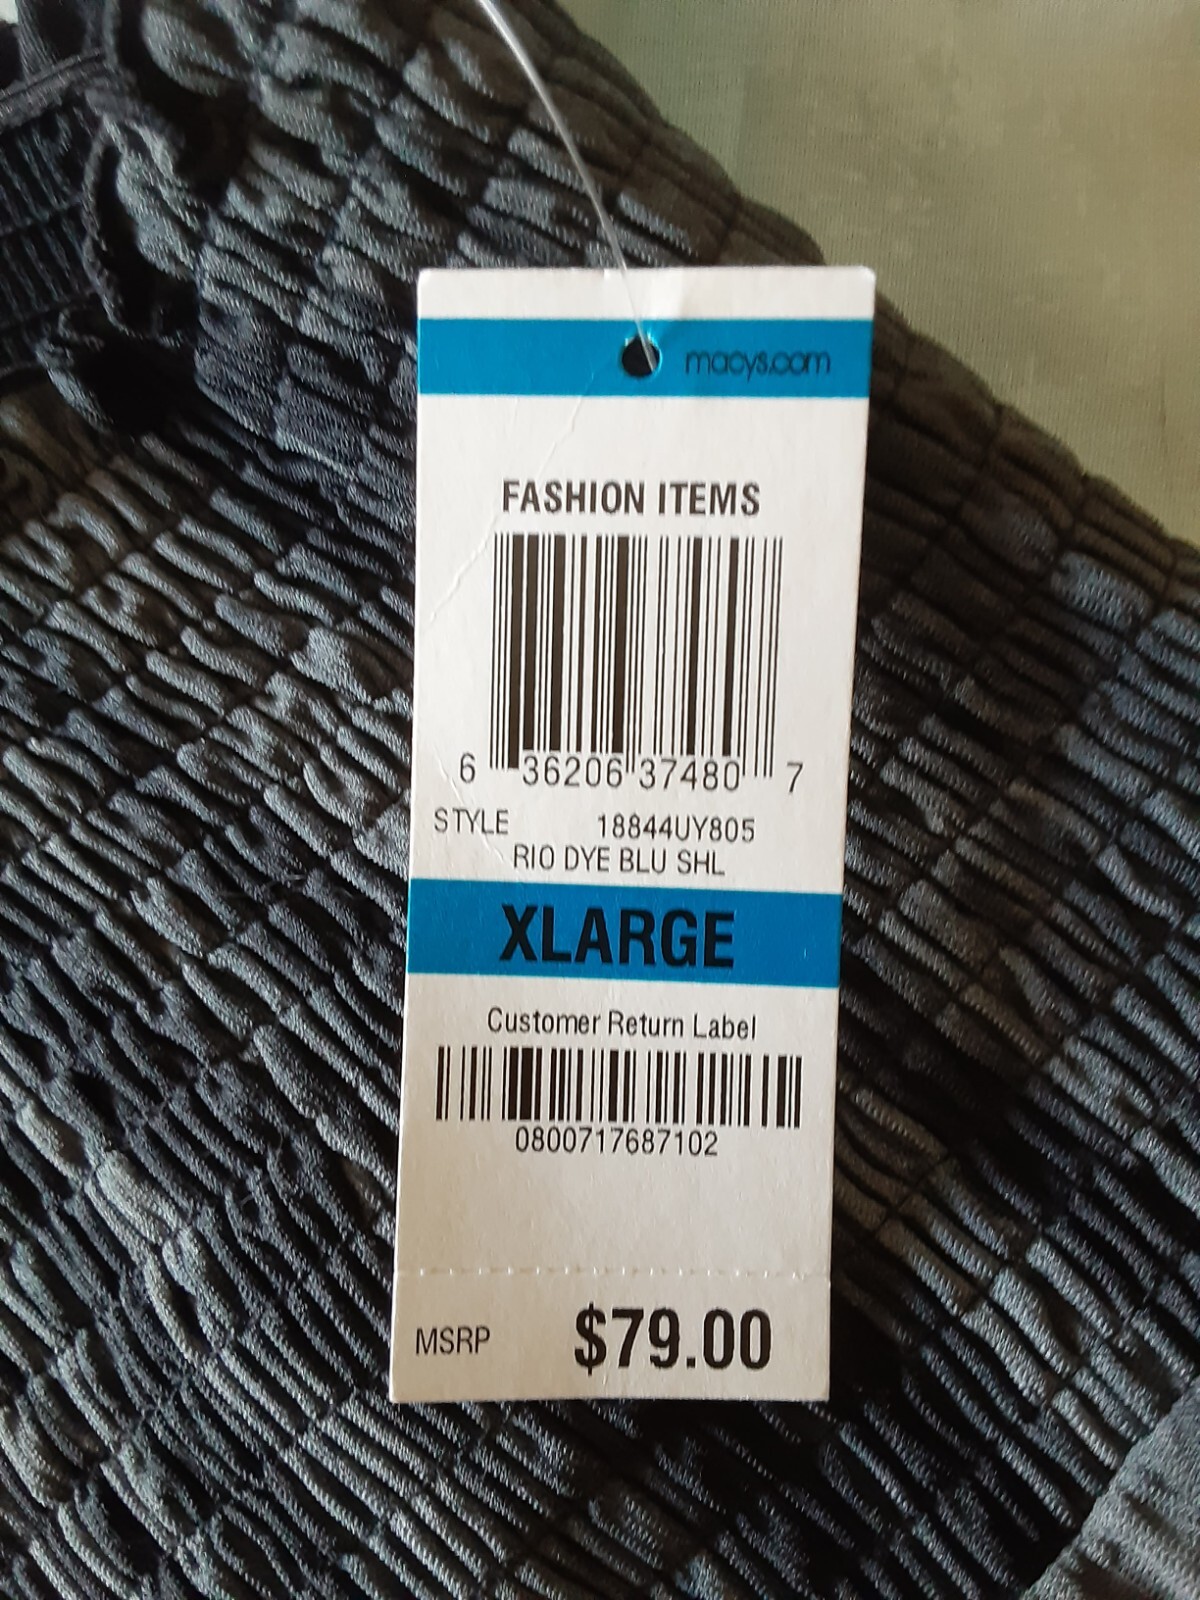 macys.com
FASHION ITEMS
6 36206 37480 7
STYLE 18844UY805
RIO DYE BLU SHL
XLARGE
Customer Return Label
0800717687102
MSRP $79.00